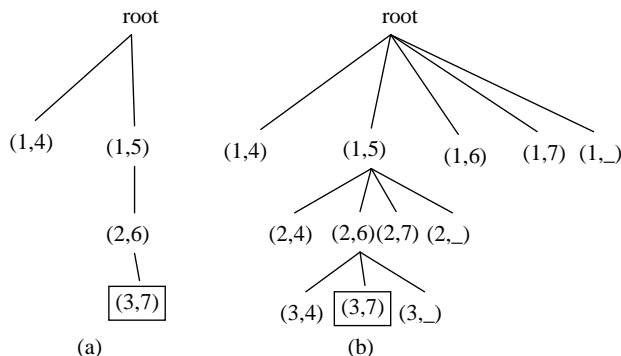 root root
(1,4) (1,5) (1,4) (1,5) (1,6) (1,7) (1,_)
(2,6) (2,4) (2,6) (2,7) (2,_)
(3,7) (3,4) (3,7) (3,_)
(a) (b)